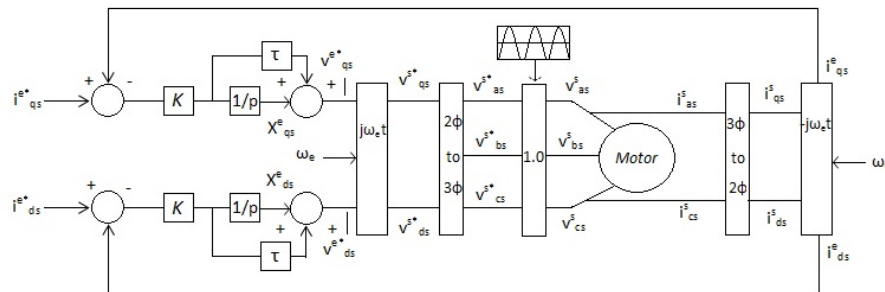 τ
v^e*_qs
v^s*_qs
v^s*_as
v^s_as
i^s_as
i^s_qs
i^e_qs
+
-
+
+
i^e*_qs
K
1/p
X^e_qs
jω_e t
2ϕ
to
3ϕ
3ϕ
to
2ϕ
-jω_e t
ω_e
v^s*_bs
1.0
v^s_bs
Motor
ω
X^e_ds
v^s*_cs
+
-
i^e*_ds
K
1/p
+
+
τ
v^e*_ds
v^s*_ds
v^s_cs
i^s_cs
i^s_ds
i^e_ds